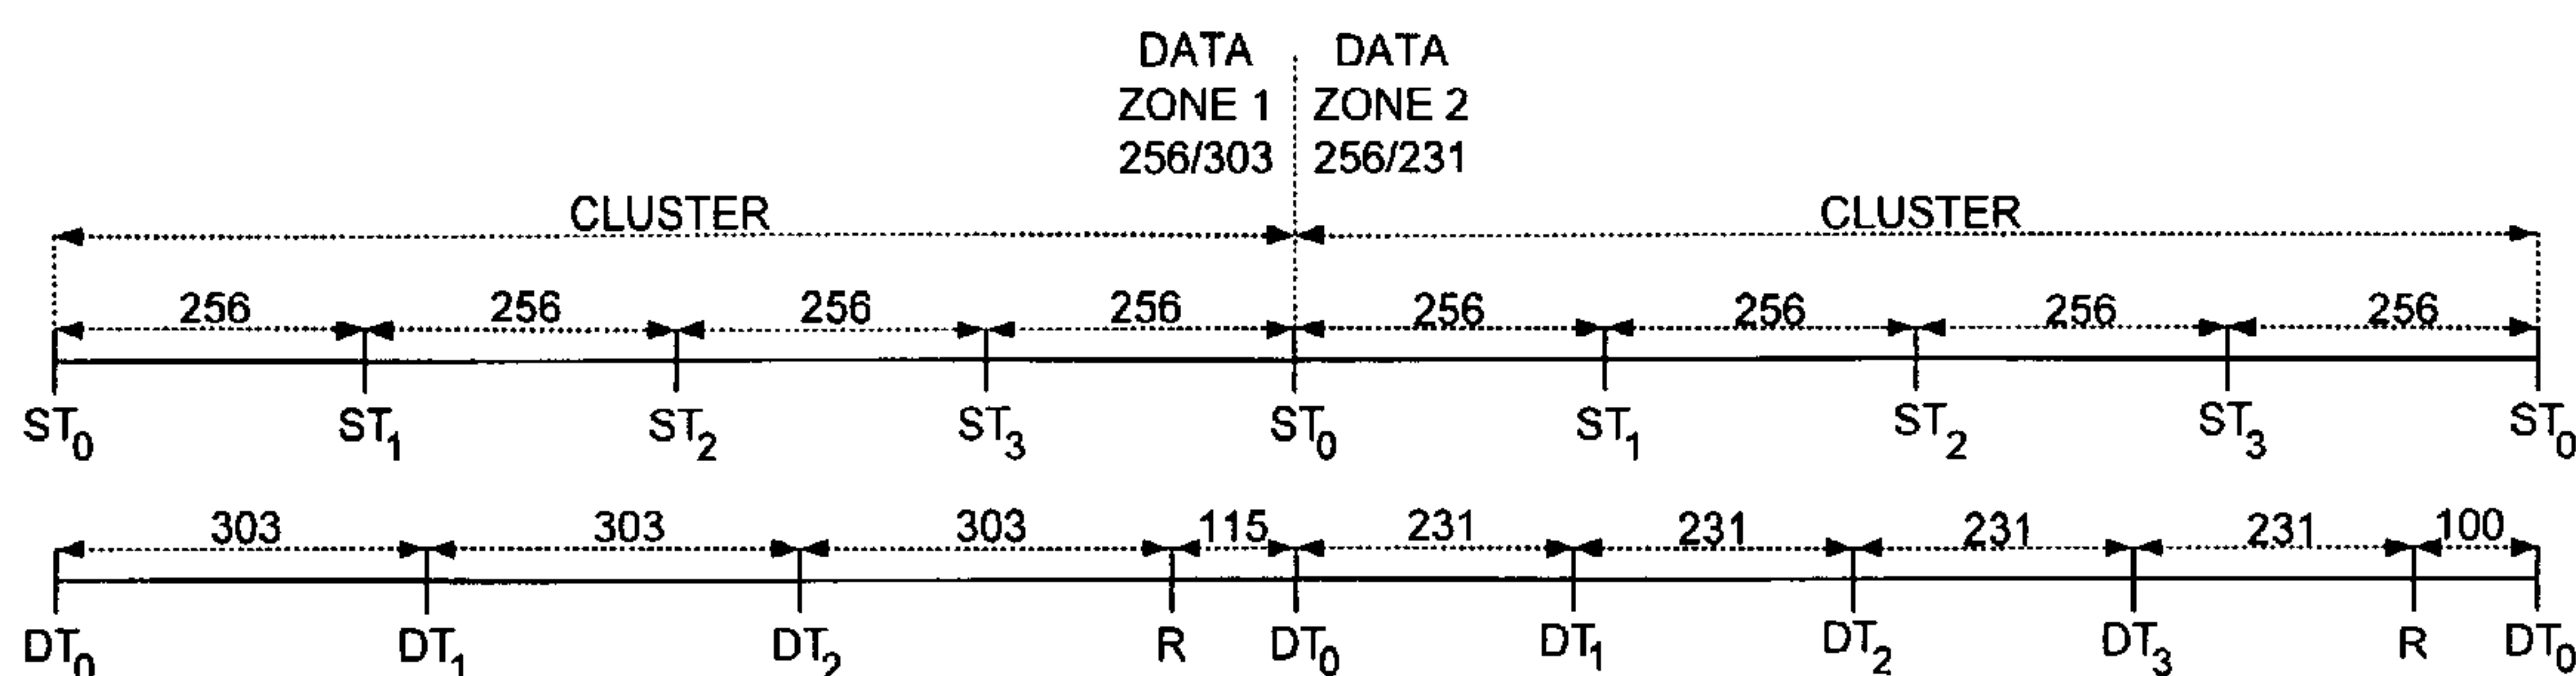 DATA DATA
ZONE 1 ZONE 2
256/303 256/231
CLUSTER CLUSTER
256 256 256 256 256 256 256 256
ST0 ST1 ST2 ST3 ST0 ST1 ST2 ST3 ST0
303 303 303 115 231 231 231 231 100
DT0 DT1 DT2 R DT0 DT1 DT2 DT3 R DT0